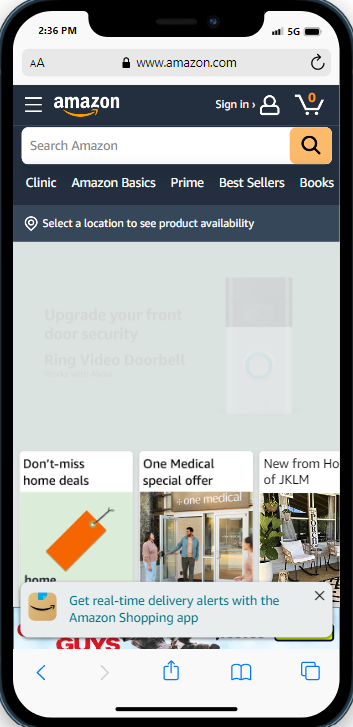 2:36 PM
5G
AA
www.amazon.com
amazon
Sign in ›
0
Search Amazon
Clinic Amazon Basics Prime Best Sellers Books
Select a location to see product availability
Upgrade your front
door security
Ring Video Doorbell
Works with Alexa
Don't-miss
home deals
One Medical
special offer
New from Ho
of JKLM
one medical
home
Get real-time delivery alerts with the
Amazon Shopping app
GUYS